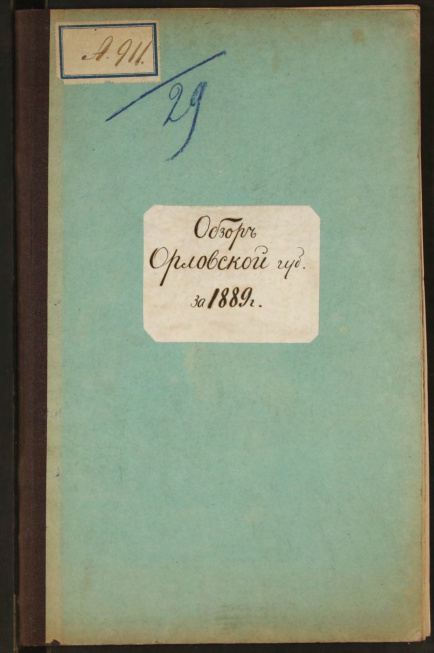 А. 911.
29
Обзоръ
Орловской губ.
за 1889 г.